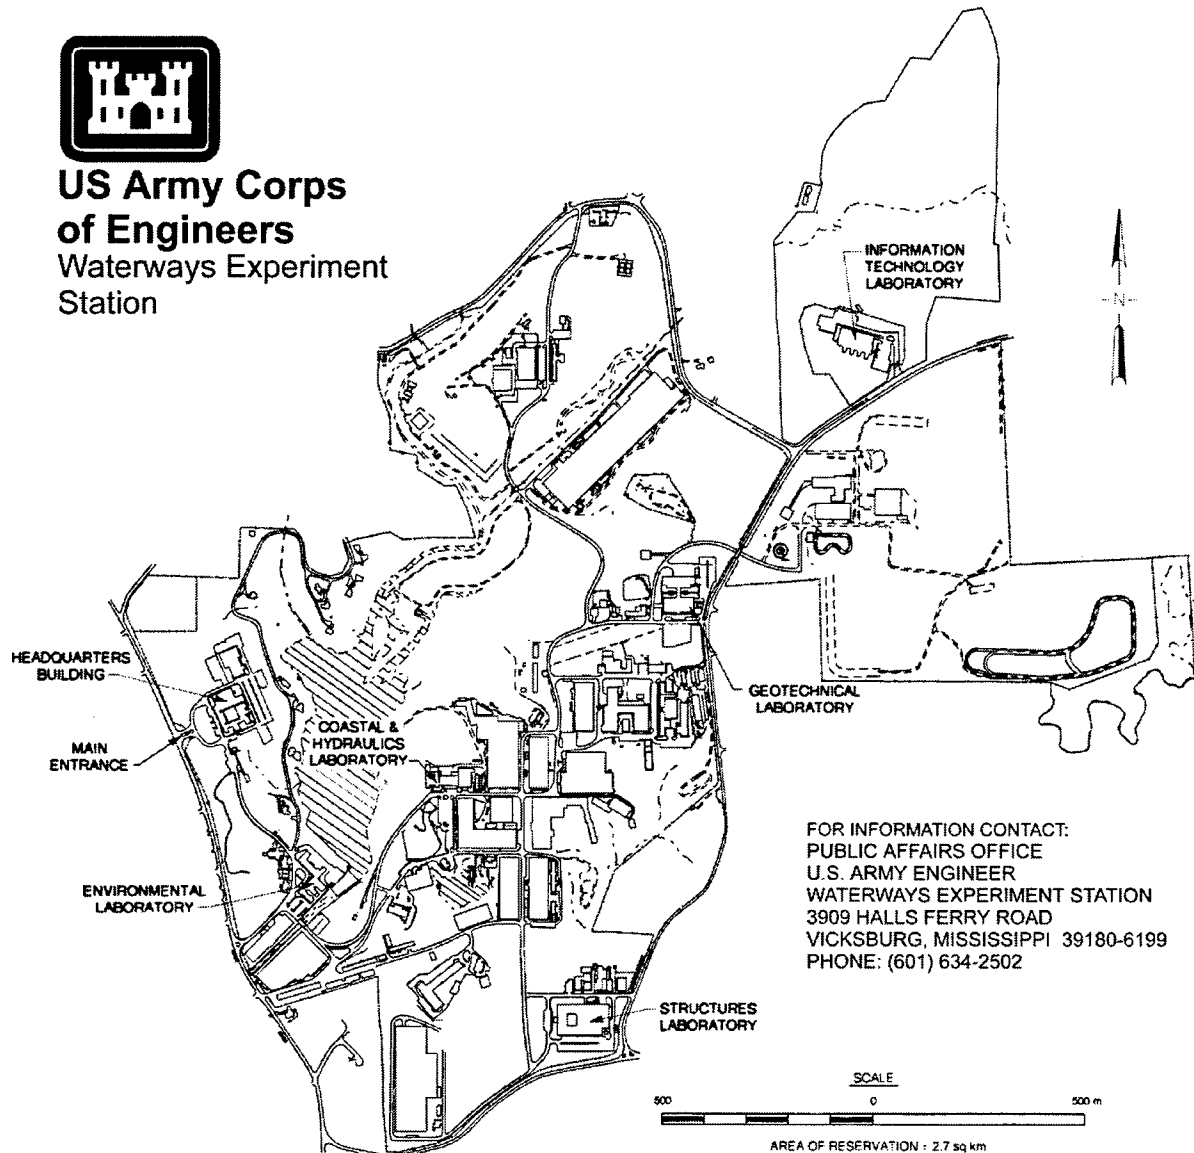 US Army Corps
of Engineers
Waterways Experiment
Station
INFORMATION
TECHNOLOGY
LABORATORY
N
HEADQUARTERS
BUILDING
MAIN
ENTRANCE
COASTAL &
HYDRAULICS
LABORATORY
GEOTECHNICAL
LABORATORY
ENVIRONMENTAL
LABORATORY
STRUCTURES
LABORATORY
FOR INFORMATION CONTACT:
PUBLIC AFFAIRS OFFICE
U.S. ARMY ENGINEER
WATERWAYS EXPERIMENT STATION
3909 HALLS FERRY ROAD
VICKSBURG, MISSISSIPPI 39180-6199
PHONE: (601) 634-2502
SCALE
500 0 500 m
AREA OF RESERVATION : 2.7 sq km